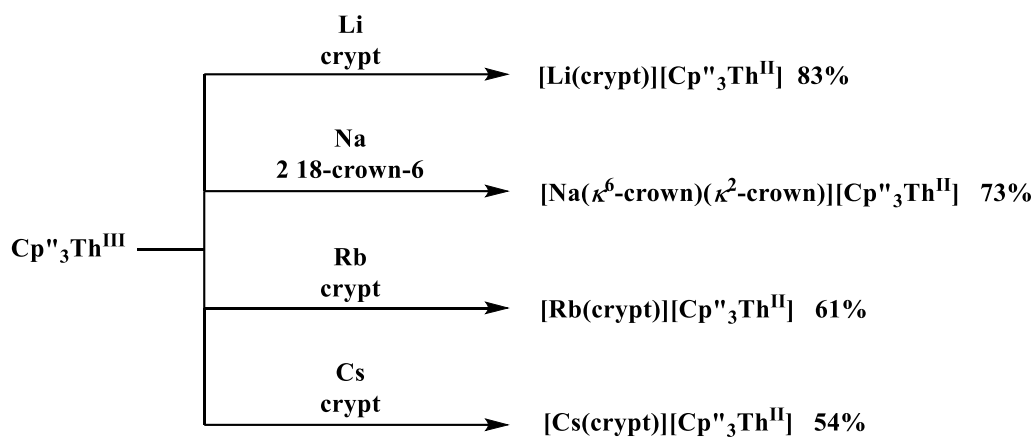 Li
crypt
[Li(crypt)][Cp"₃Thᴵᴵ] 83%
Na
2 18-crown-6
[Na(κ⁶-crown)(κ²-crown)][Cp"₃Thᴵᴵ] 73%
Cp"₃Thᴵᴵᴵ
Rb
crypt
[Rb(crypt)][Cp"₃Thᴵᴵ] 61%
Cs
crypt
[Cs(crypt)][Cp"₃Thᴵᴵ] 54%